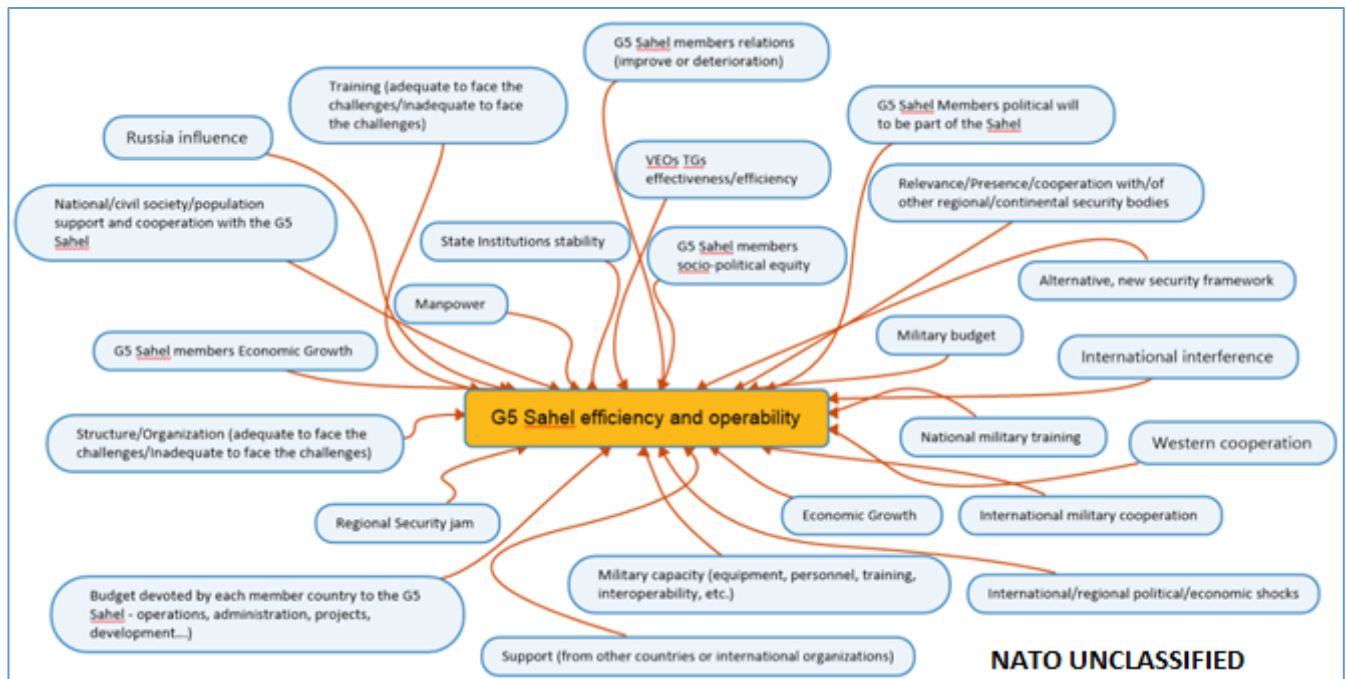 G5 Sahel members relations
(improve or deterioration)
Training (adequate to face the
challenges/Inadequate to face
the challenges)
G5 Sahel Members political will
to be part of the Sahel
Russia influence
VEOs TGs
effectiveness/efficiency
Relevance/Presence/cooperation with/of
other regional/continental security bodies
National/civil society/population
support and cooperation with the G5
Sahel
State Institutions stability
G5 Sahel members
socio-political equity
Alternative, new security framework
Manpower
Military budget
G5 Sahel members Economic Growth
International interference
G5 Sahel efficiency and operability
Structure/Organization (adequate to face the
challenges/Inadequate to face the challenges)
National military training
Western cooperation
Regional Security jam
Economic Growth
International military cooperation
Military capacity (equipment, personnel, training,
interoperability, etc.)
International/regional political/economic shocks
Budget devoted by each member country to the G5
Sahel - operations, administration, projects,
development....)
Support (from other countries or international organizations)
NATO UNCLASSIFIED